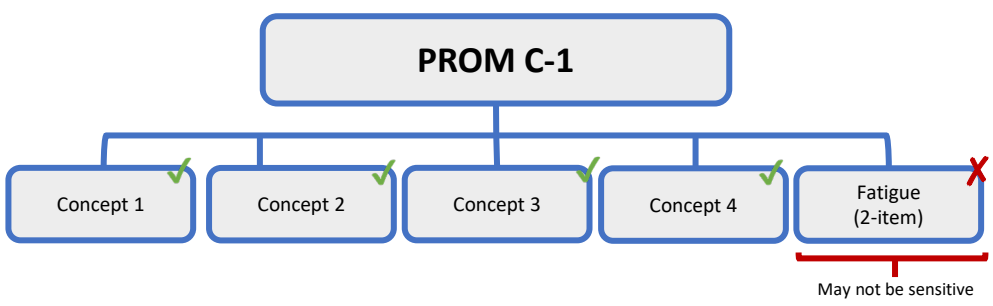 PROM C-1
Concept 1
Concept 2
Concept 3
Concept 4
Fatigue
(2-item)
May not be sensitive